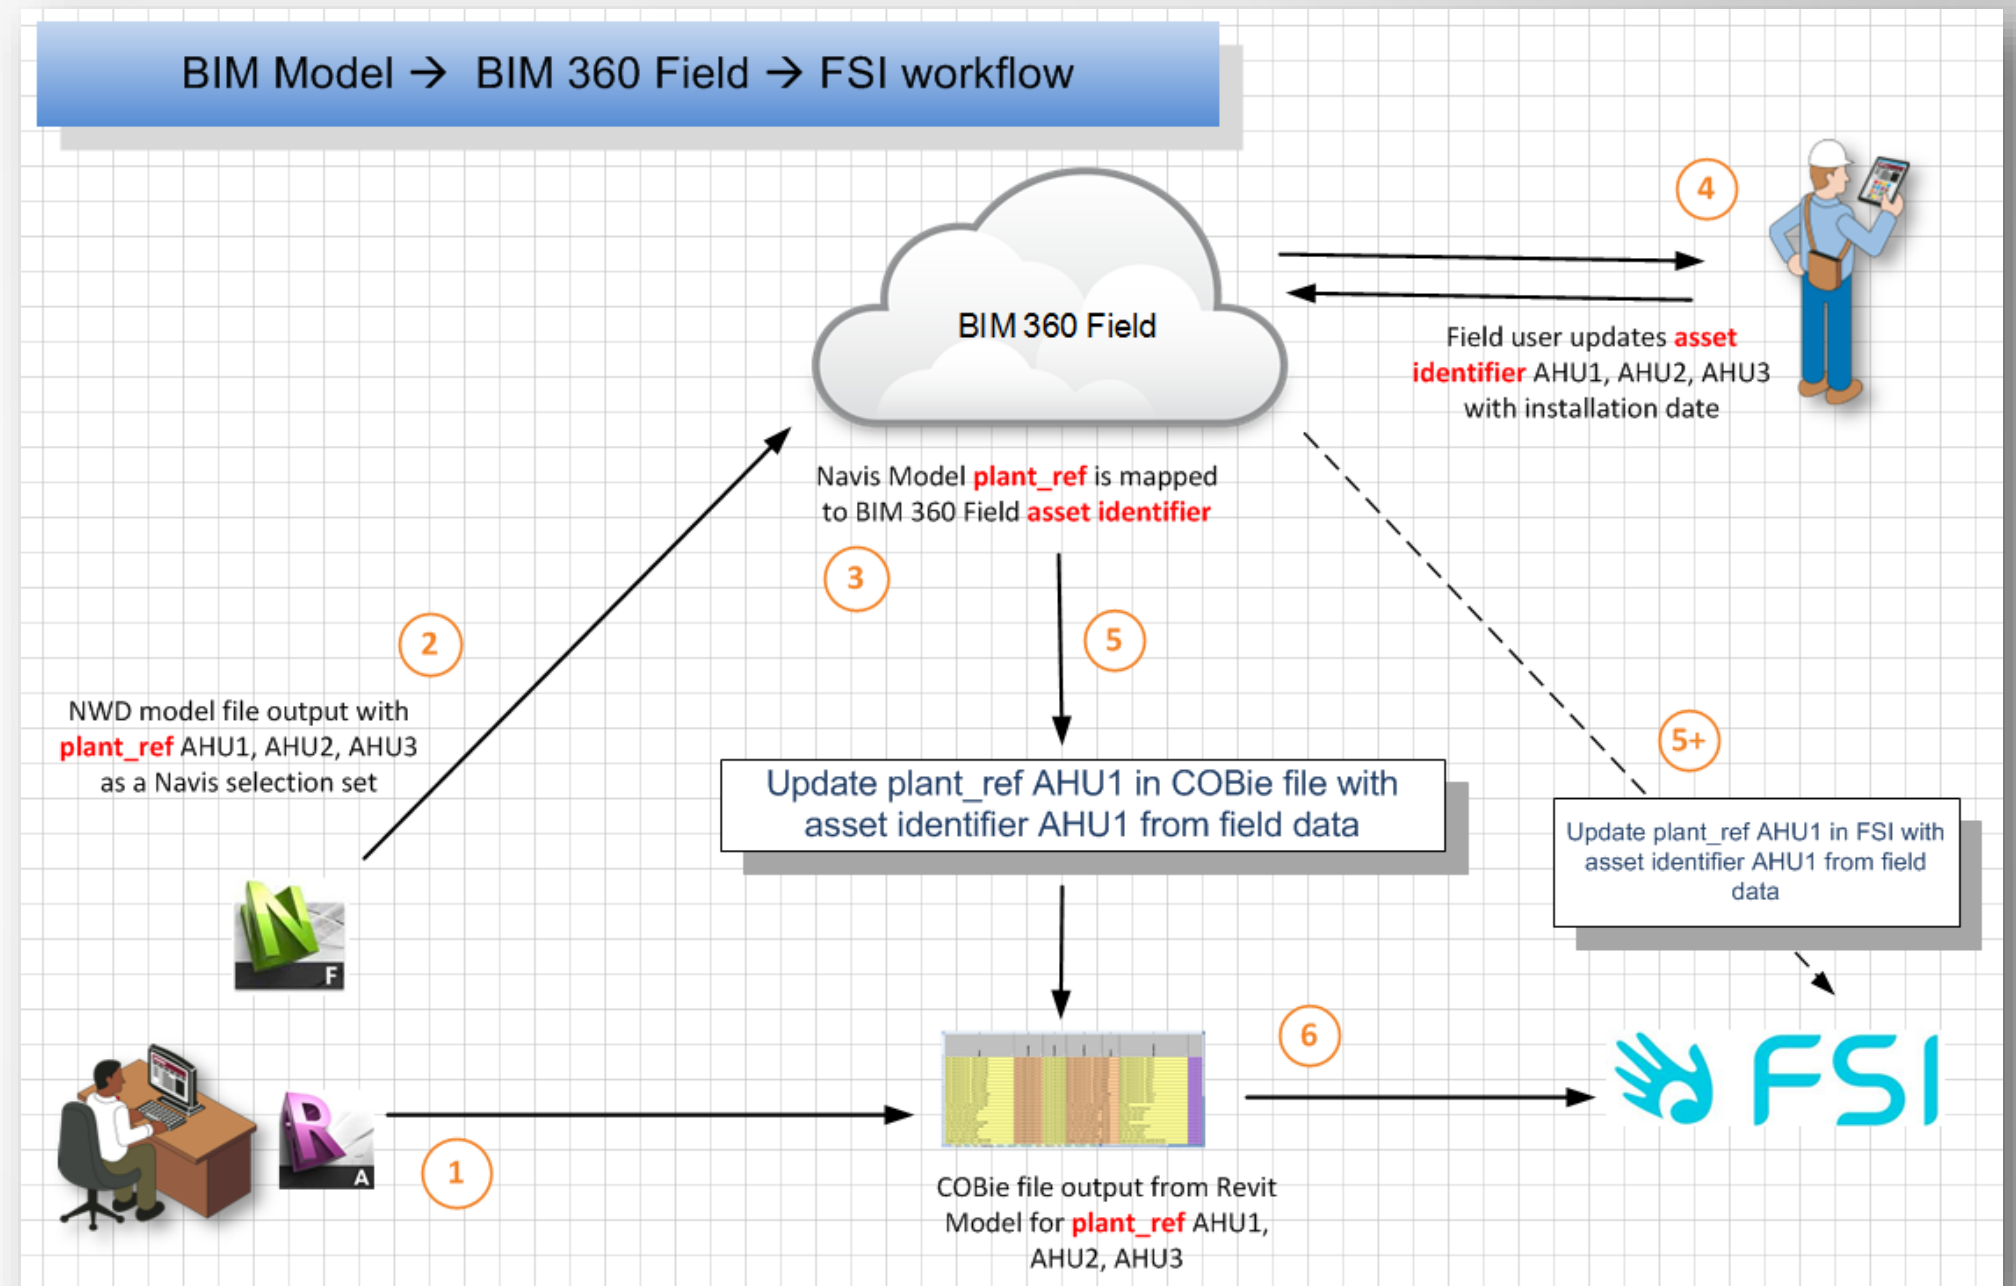 BIM Model → BIM 360 Field → FSI workflow
4
BIM 360 Field
Field user updates asset
identifier AHU1, AHU2, AHU3
with installation date
Navis Model plant_ref is mapped
to BIM 360 Field asset identifier
3
5
2
NWD model file output with
plant_ref AHU1, AHU2, AHU3
as a Navis selection set
5+
Update plant_ref AHU1 in COBie file with
asset identifier AHU1 from field data
Update plant_ref AHU1 in FSI with
asset identifier AHU1 from field
data
N
F
6
FSI
R
A
1
COBie file output from Revit
Model for plant_ref AHU1,
AHU2, AHU3